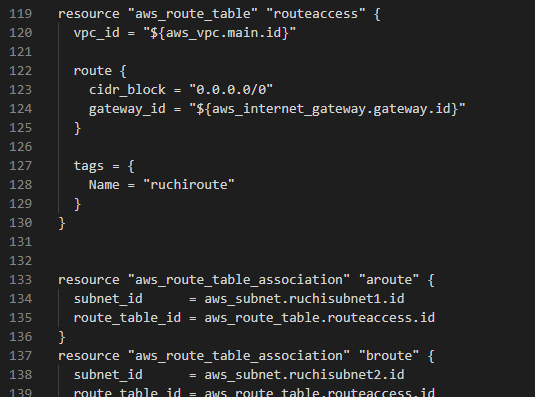 119 resource "aws_route_table" "routeaccess" {
120   vpc_id = "${aws_vpc.main.id}"
121
122   route {
123     cidr_block = "0.0.0.0/0"
124     gateway_id = "${aws_internet_gateway.gateway.id}"
125   }
126
127   tags = {
128     Name = "ruchiroute"
129   }
130 }
131
132
133 resource "aws_route_table_association" "aroute" {
134   subnet_id      = aws_subnet.ruchisubnet1.id
135   route_table_id = aws_route_table.routeaccess.id
136 }
137 resource "aws_route_table_association" "broute" {
138   subnet_id      = aws_subnet.ruchisubnet2.id
139   route_table_id = aws_route_table.routeaccess.id